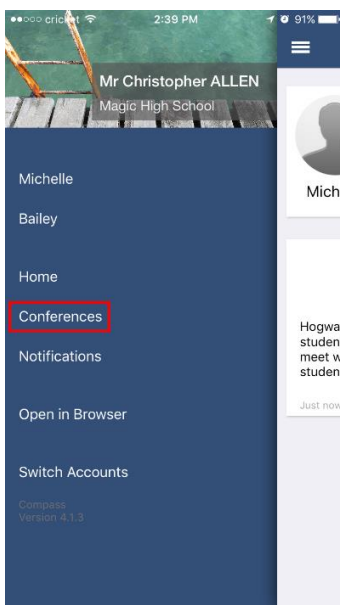 cricket 2:39 PM 91%
Mr Christopher ALLEN
Magic High School
Michelle
Bailey
Home
Conferences
Notifications
Open in Browser
Switch Accounts
Compass
Version 4.1.3
Mich
Hogwa
studen
meet w
studen
Just now